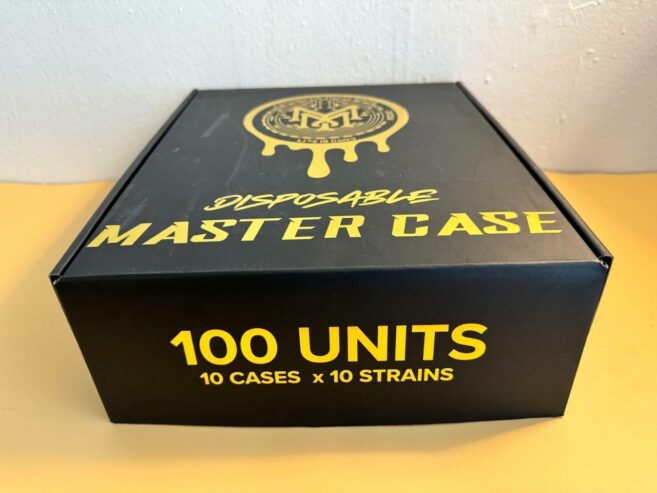 M
DISPOSABLE
MASTER CASE
100 UNITS
10 CASES x 10 STRAINS